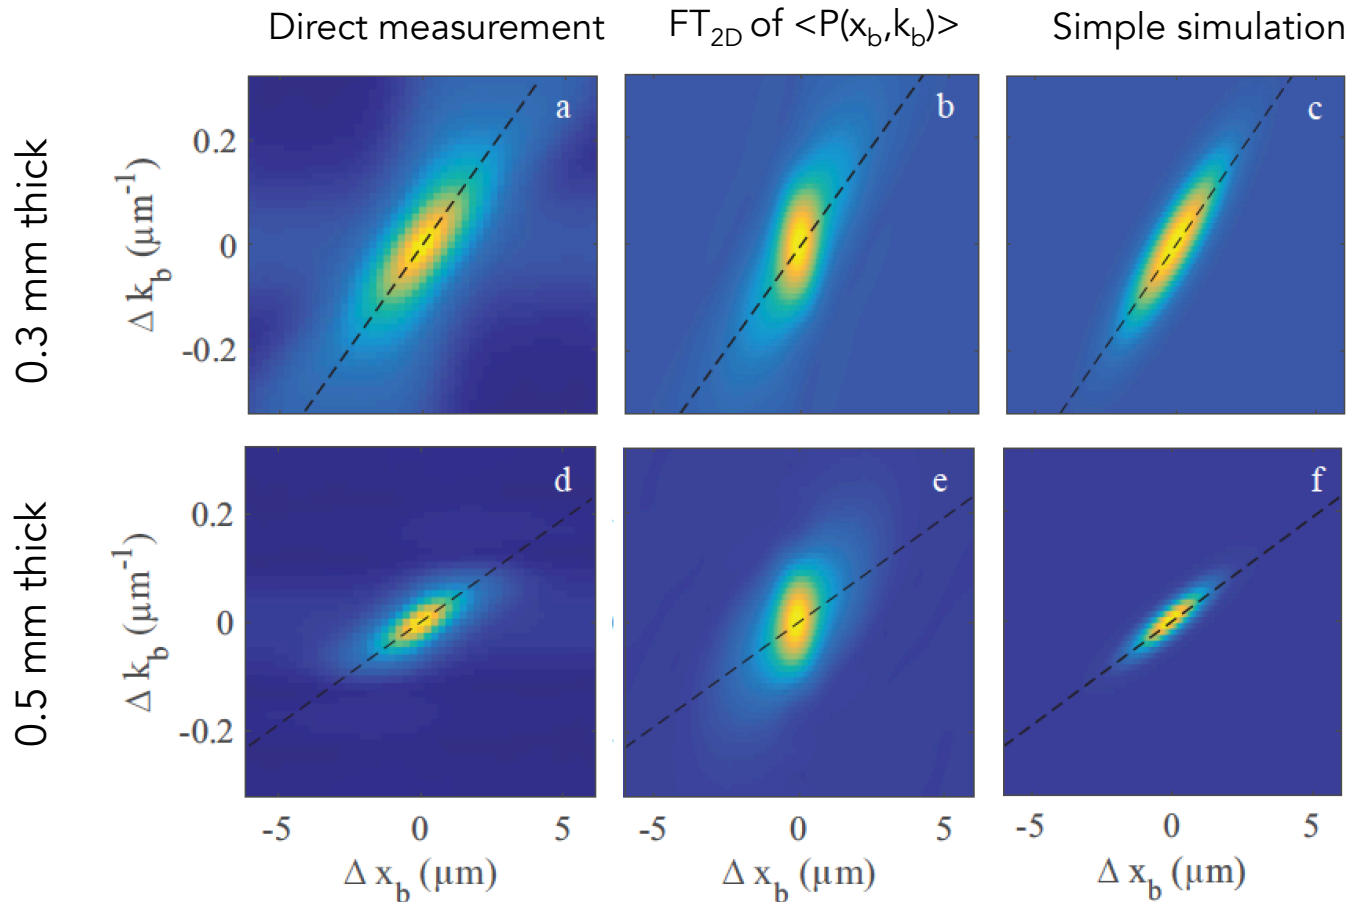 Direct measurement
FT2D of <P(xb,kb)>
Simple simulation
0.3 mm thick
Δ kb (µm-1)
0.2
0
-0.2
a
b
c
0.5 mm thick
Δ kb (µm-1)
0.2
0
-0.2
d
e
f
-5 0 5
-5 0 5
-5 0 5
Δ xb (µm)
Δ xb (µm)
Δ xb (µm)